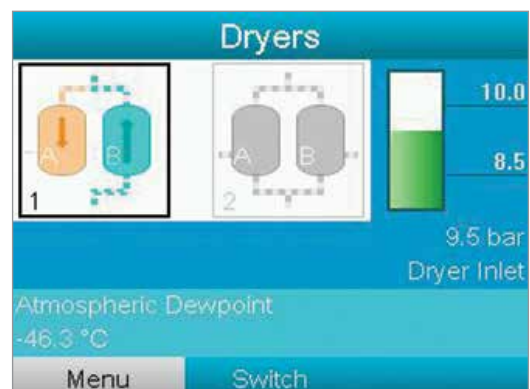 Dryers
A B
1
A B
2
10.0
8.5
9.5 bar
Dryer Inlet
Atmospheric Dewpoint
-46.3 °C
Menu Switch